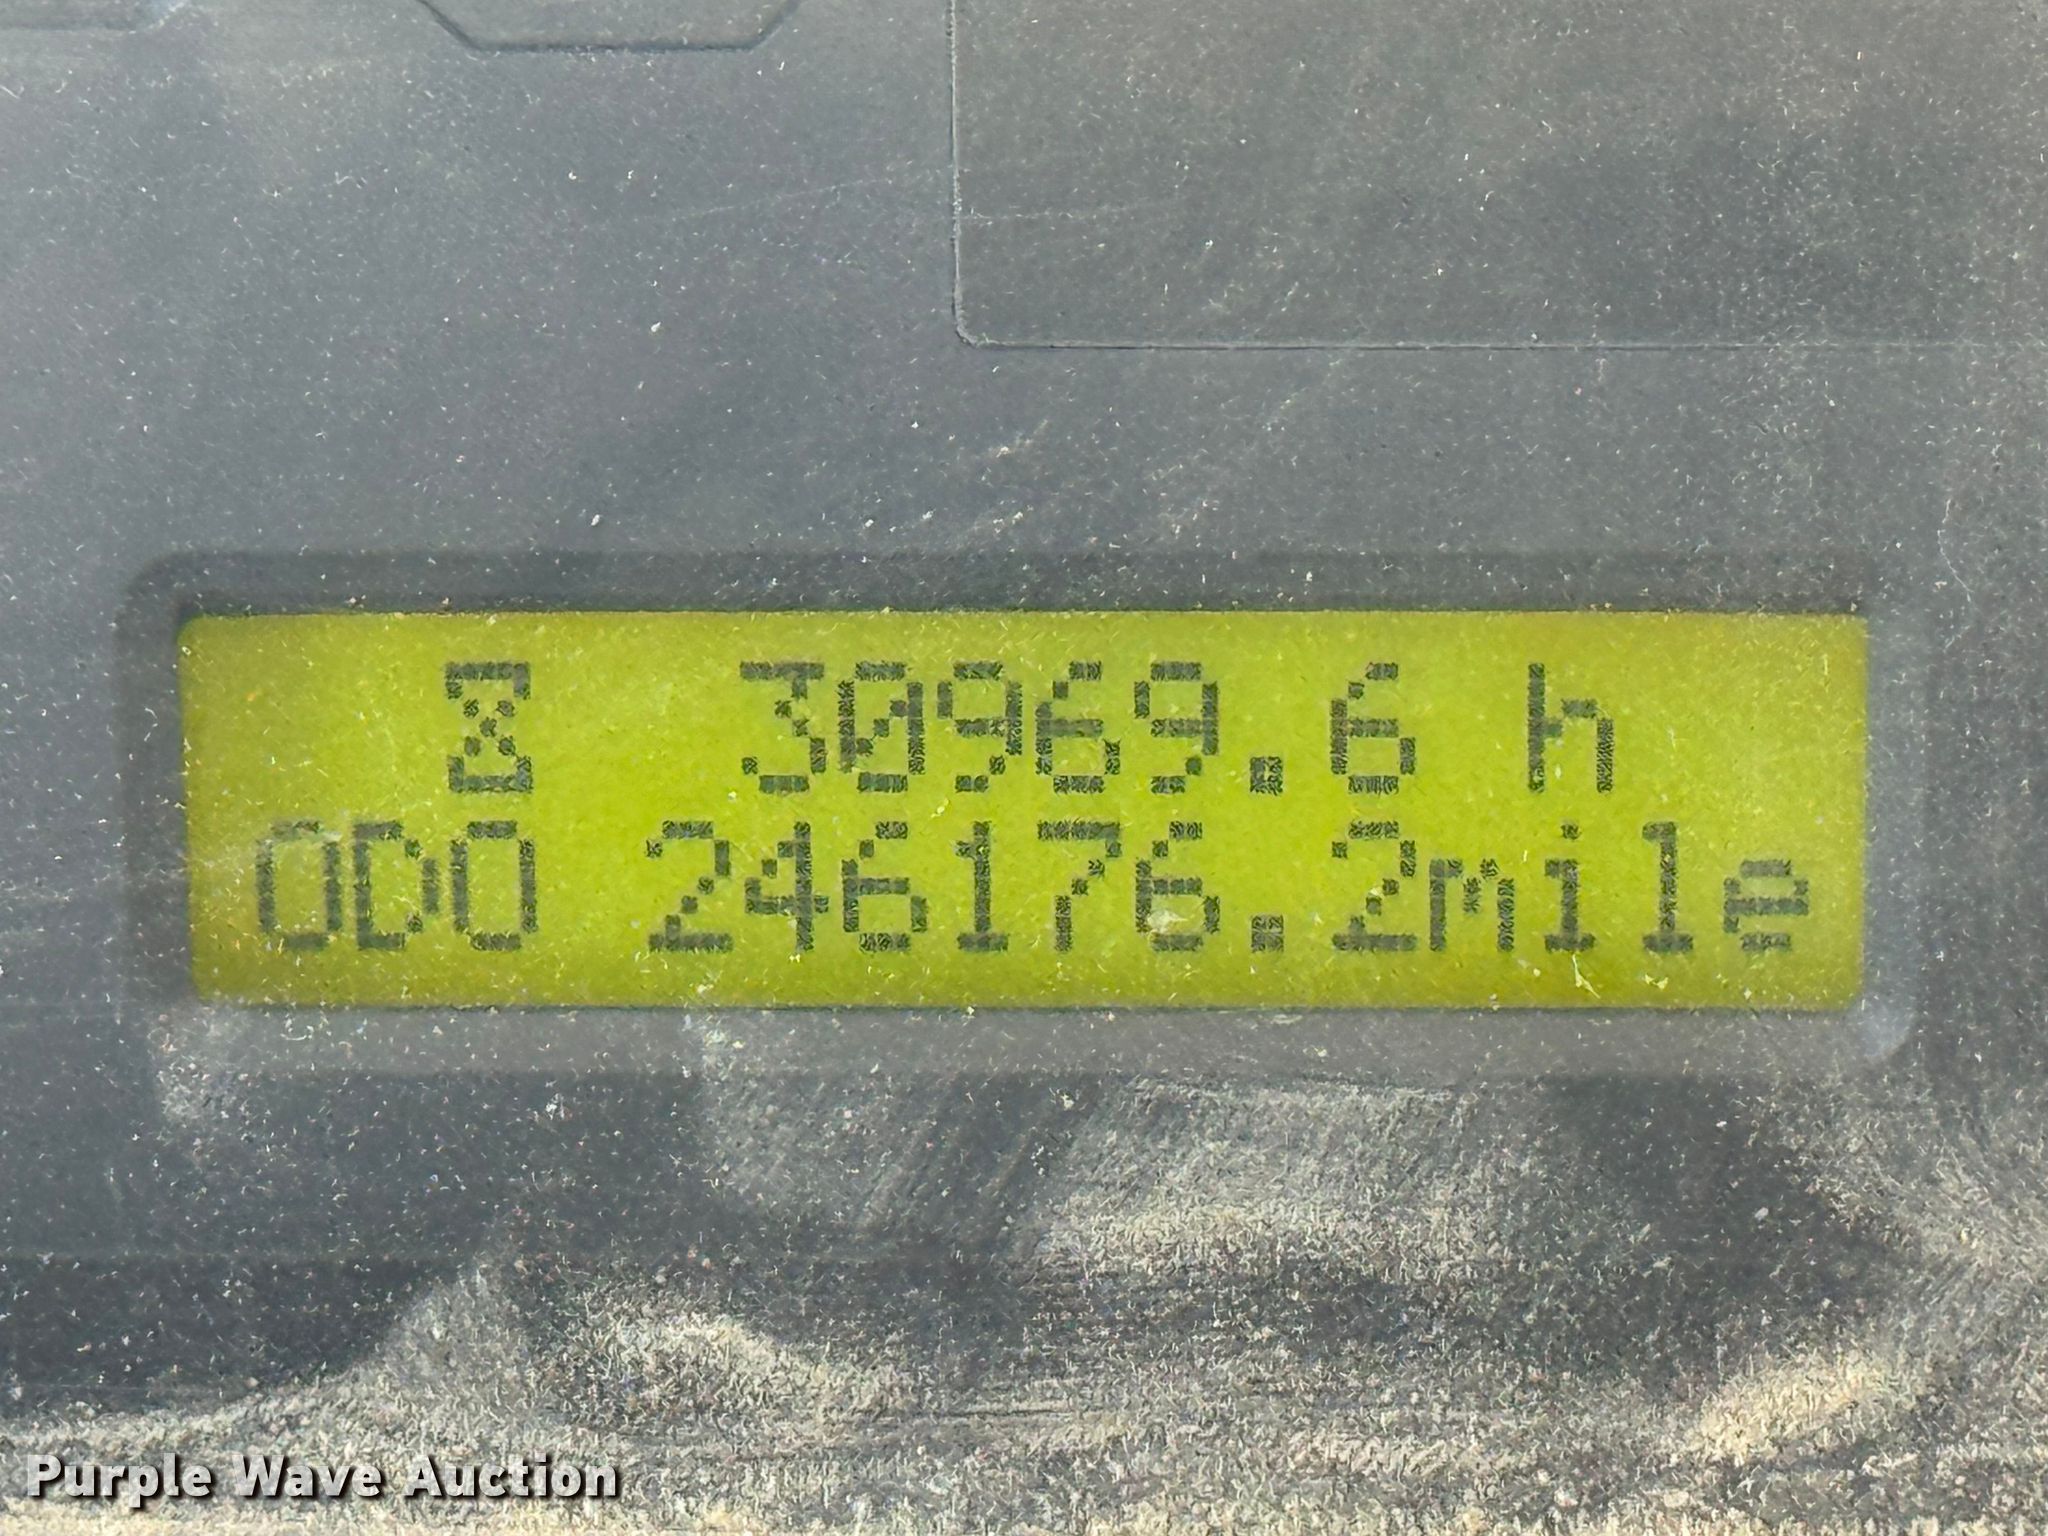 ⌛ 30969.6 h
ODO 246176.2mile
Purple Wave Auction